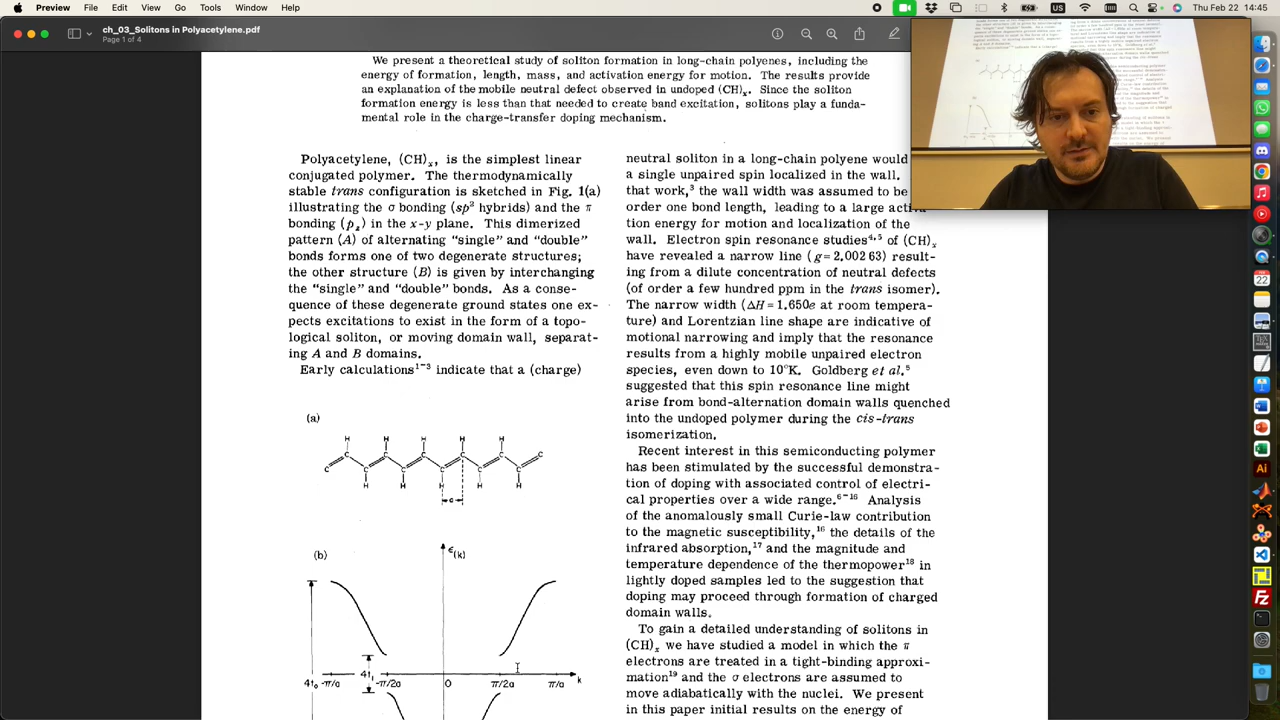 Preview File Edit View Go Tools Window Help
Thu Feb 22 14:45
ch_03_Solitons in Polyacetylene.pdf
Page 1 of 4
udy of soliton formation in long-chain polyenes, including the
energy of formation, length, mass, and activation energy for motion. The results provide
an explanation of the mobile neutral defect observed in undoped (CH)x. Since the soliton
formation energy is less than that needed to create band excitation, solitons play a funda-
mental role in the charge-transfer doping mechanism.
Polyacetylene, (CH)x, is the simplest linear
conjugated polymer. The thermodynamically
stable trans configuration is sketched in Fig. 1(a)
illustrating the σ bonding (sp² hybrids) and the π
bonding (pz) in the x-y plane. This dimerized
pattern (A) of alternating “single” and “double”
bonds forms one of two degenerate structures;
the other structure (B) is given by interchanging
the “single” and “double” bonds. As a conse-
quence of these degenerate ground states one ex-
pects excitations to exist in the form of a topo-
logical soliton, or moving domain wall, separat-
ing A and B domains.
Early calculations¹⁻³ indicate that a (charge)
(a)
H H H H H
C C
H H H H H
a
(b)
ϵ(k)
4t₀ -π/a 4t₁ -π/2a 0 π/2a π/a k
neutral soliton in a long-chain polyene would
a single unpaired spin localized in the wall.
that work,³ the wall width was assumed to be
order one bond length, leading to a large activa-
tion energy for motion and localization of the
wall. Electron spin resonance studies⁴,⁵ of (CH)x
have revealed a narrow line (g=2.002 63) result-
ing from a dilute concentration of neutral defects
(of order a few hundred ppm in the trans isomer).
The narrow width (ΔH=1.650e at room tempera-
ture) and Lorentzian line shape are indicative of
motional narrowing and imply that the resonance
results from a highly mobile unpaired electron
species, even down to 10°K. Goldberg et al.⁵
suggested that this spin resonance line might
arise from bond-alternation domain walls quenched
into the undoped polymer during the cis-trans
isomerization.
Recent interest in this semiconducting polymer
has been stimulated by the successful demonstra-
tion of doping with associated control of electri-
cal properties over a wide range.⁶⁻¹⁶ Analysis
of the anomalously small Curie-law contribution
to the magnetic susceptibility,¹⁶ the details of the
infrared absorption,¹⁷ and the magnitude and
temperature dependence of the thermopower¹⁸ in
lightly doped samples led to the suggestion that
doping may proceed through formation of charged
domain walls.
To gain a detailed understanding of solitons in
(CH)x we have studied a model in which the π
electrons are treated in a tight-binding approxi-
mation¹⁹ and the σ electrons are assumed to
move adiabatically with the nuclei. We present
in this paper initial results on the energy of
FEB
22
TEX
Ai
Fz